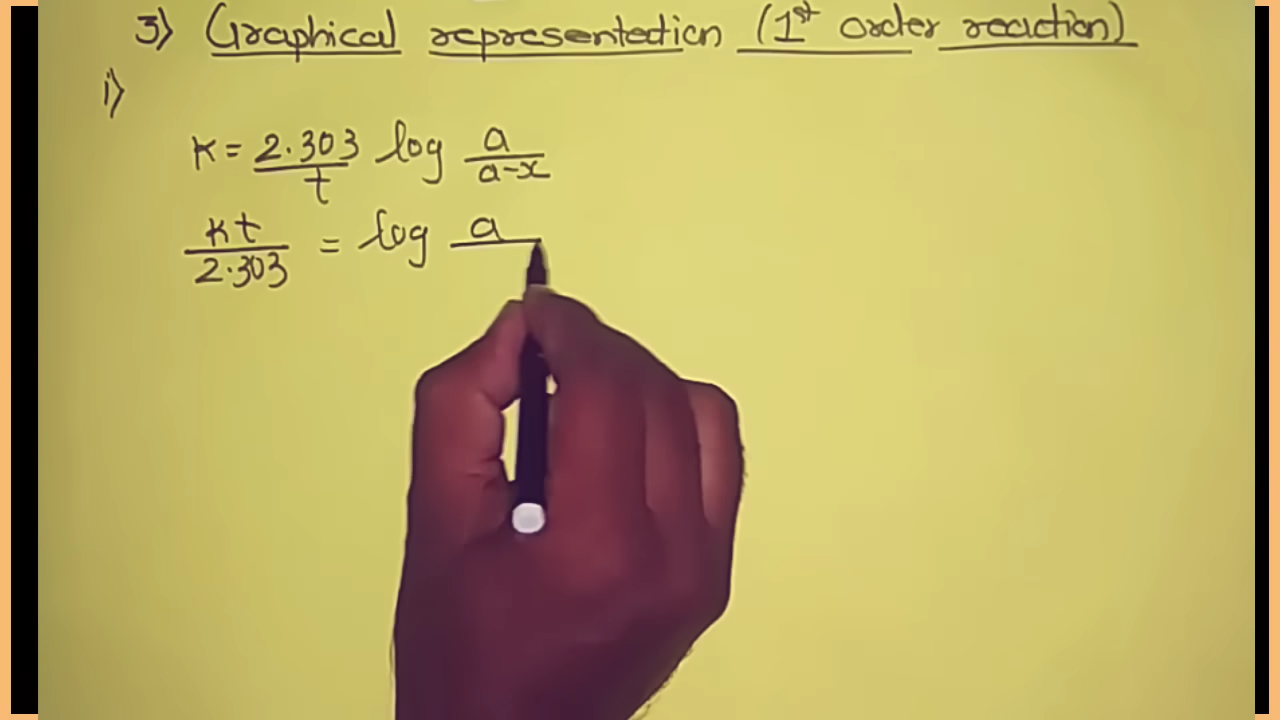 3) Graphical representation (1st order reaction)
i)
K = 2.303/t log a/a-x
Kt/2.303 = log a